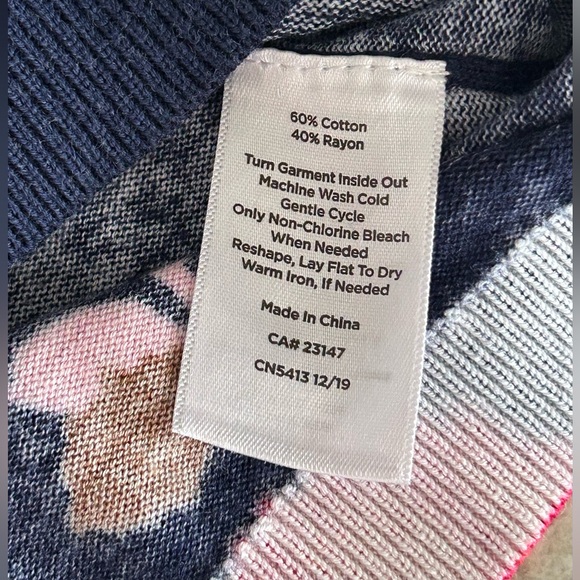 60% Cotton
40% Rayon
Turn Garment Inside Out
Machine Wash Cold
Gentle Cycle
Only Non-Chlorine Bleach
When Needed
Reshape, Lay Flat To Dry
Warm Iron, If Needed
Made In China
CA# 23147
CN5413 12/19